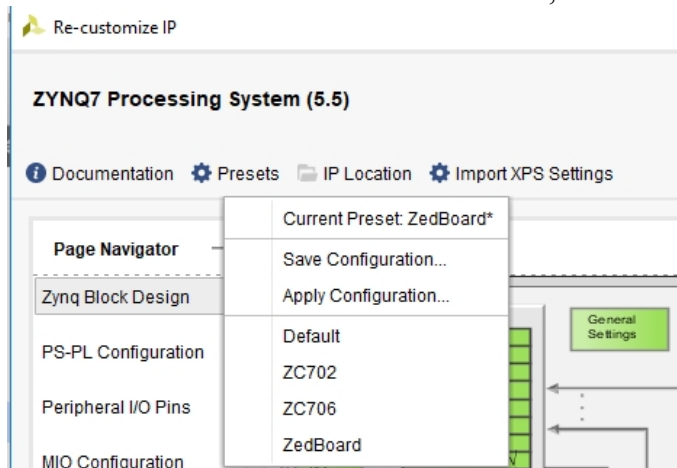 Re-customize IP
ZYNQ7 Processing System (5.5)
Documentation Presets IP Location Import XPS Settings
Current Preset: ZedBoard*
Save Configuration...
Apply Configuration...
Default
ZC702
ZC706
ZedBoard
Page Navigator
Zynq Block Design
PS-PL Configuration
Peripheral I/O Pins
MIO Configuration
General
Settings